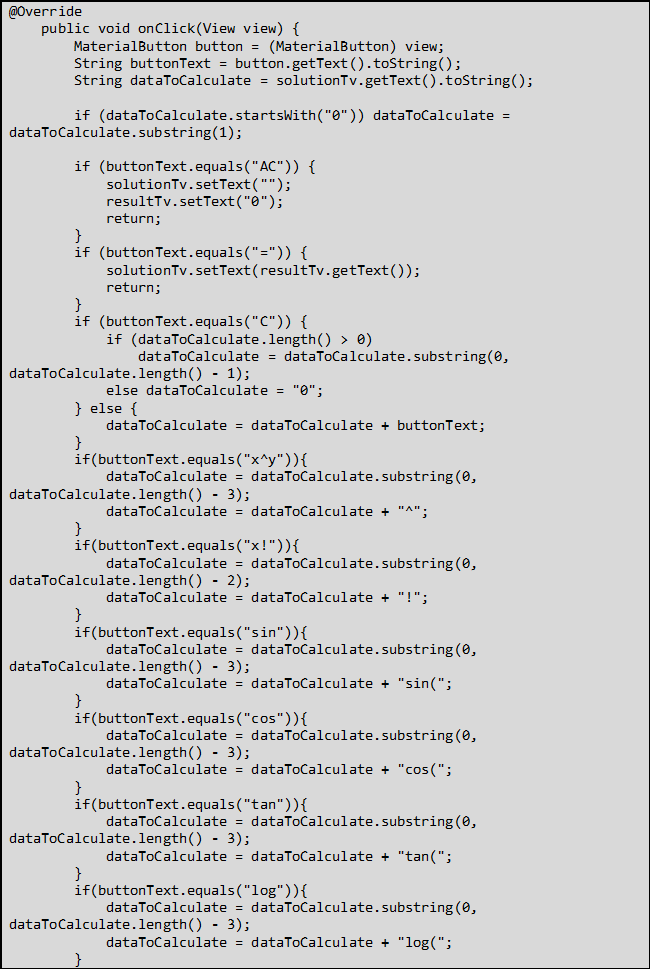 @Override
    public void onClick(View view) {
        MaterialButton button = (MaterialButton) view;
        String buttonText = button.getText().toString();
        String dataToCalculate = solutionTv.getText().toString();

        if (dataToCalculate.startsWith("0")) dataToCalculate =
dataToCalculate.substring(1);

        if (buttonText.equals("AC")) {
            solutionTv.setText("");
            resultTv.setText("0");
            return;
        }
        if (buttonText.equals("=")) {
            solutionTv.setText(resultTv.getText());
            return;
        }
        if (buttonText.equals("C")) {
            if (dataToCalculate.length() > 0)
                dataToCalculate = dataToCalculate.substring(0,
dataToCalculate.length() - 1);
            else dataToCalculate = "0";
        } else {
            dataToCalculate = dataToCalculate + buttonText;
        }
        if(buttonText.equals("x^y")){
            dataToCalculate = dataToCalculate.substring(0,
dataToCalculate.length() - 3);
            dataToCalculate = dataToCalculate + "^";
        }
        if(buttonText.equals("x!")){
            dataToCalculate = dataToCalculate.substring(0,
dataToCalculate.length() - 2);
            dataToCalculate = dataToCalculate + "!";
        }
        if(buttonText.equals("sin")){
            dataToCalculate = dataToCalculate.substring(0,
dataToCalculate.length() - 3);
            dataToCalculate = dataToCalculate + "sin(";
        }
        if(buttonText.equals("cos")){
            dataToCalculate = dataToCalculate.substring(0,
dataToCalculate.length() - 3);
            dataToCalculate = dataToCalculate + "cos(";
        }
        if(buttonText.equals("tan")){
            dataToCalculate = dataToCalculate.substring(0,
dataToCalculate.length() - 3);
            dataToCalculate = dataToCalculate + "tan(";
        }
        if(buttonText.equals("log")){
            dataToCalculate = dataToCalculate.substring(0,
dataToCalculate.length() - 3);
            dataToCalculate = dataToCalculate + "log(";
        }